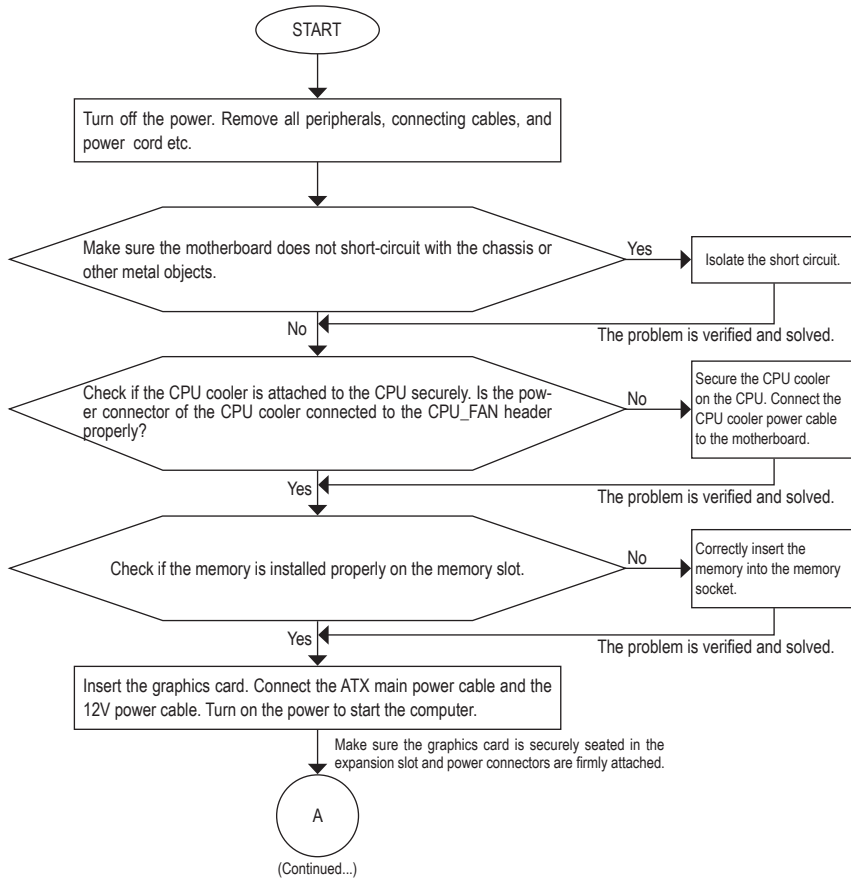 START
Turn off the power. Remove all peripherals, connecting cables, and
power cord etc.
Make sure the motherboard does not short-circuit with the chassis or
other metal objects.
Yes
Isolate the short circuit.
No
The problem is verified and solved.
Check if the CPU cooler is attached to the CPU securely. Is the pow-
er connector of the CPU cooler connected to the CPU_FAN header
properly?
No
Secure the CPU cooler
on the CPU. Connect the
CPU cooler power cable
to the motherboard.
Yes
The problem is verified and solved.
Check if the memory is installed properly on the memory slot.
No
Correctly insert the
memory into the memory
socket.
Yes
The problem is verified and solved.
Insert the graphics card. Connect the ATX main power cable and the
12V power cable. Turn on the power to start the computer.
Make sure the graphics card is securely seated in the
expansion slot and power connectors are firmly attached.
A
(Continued...)